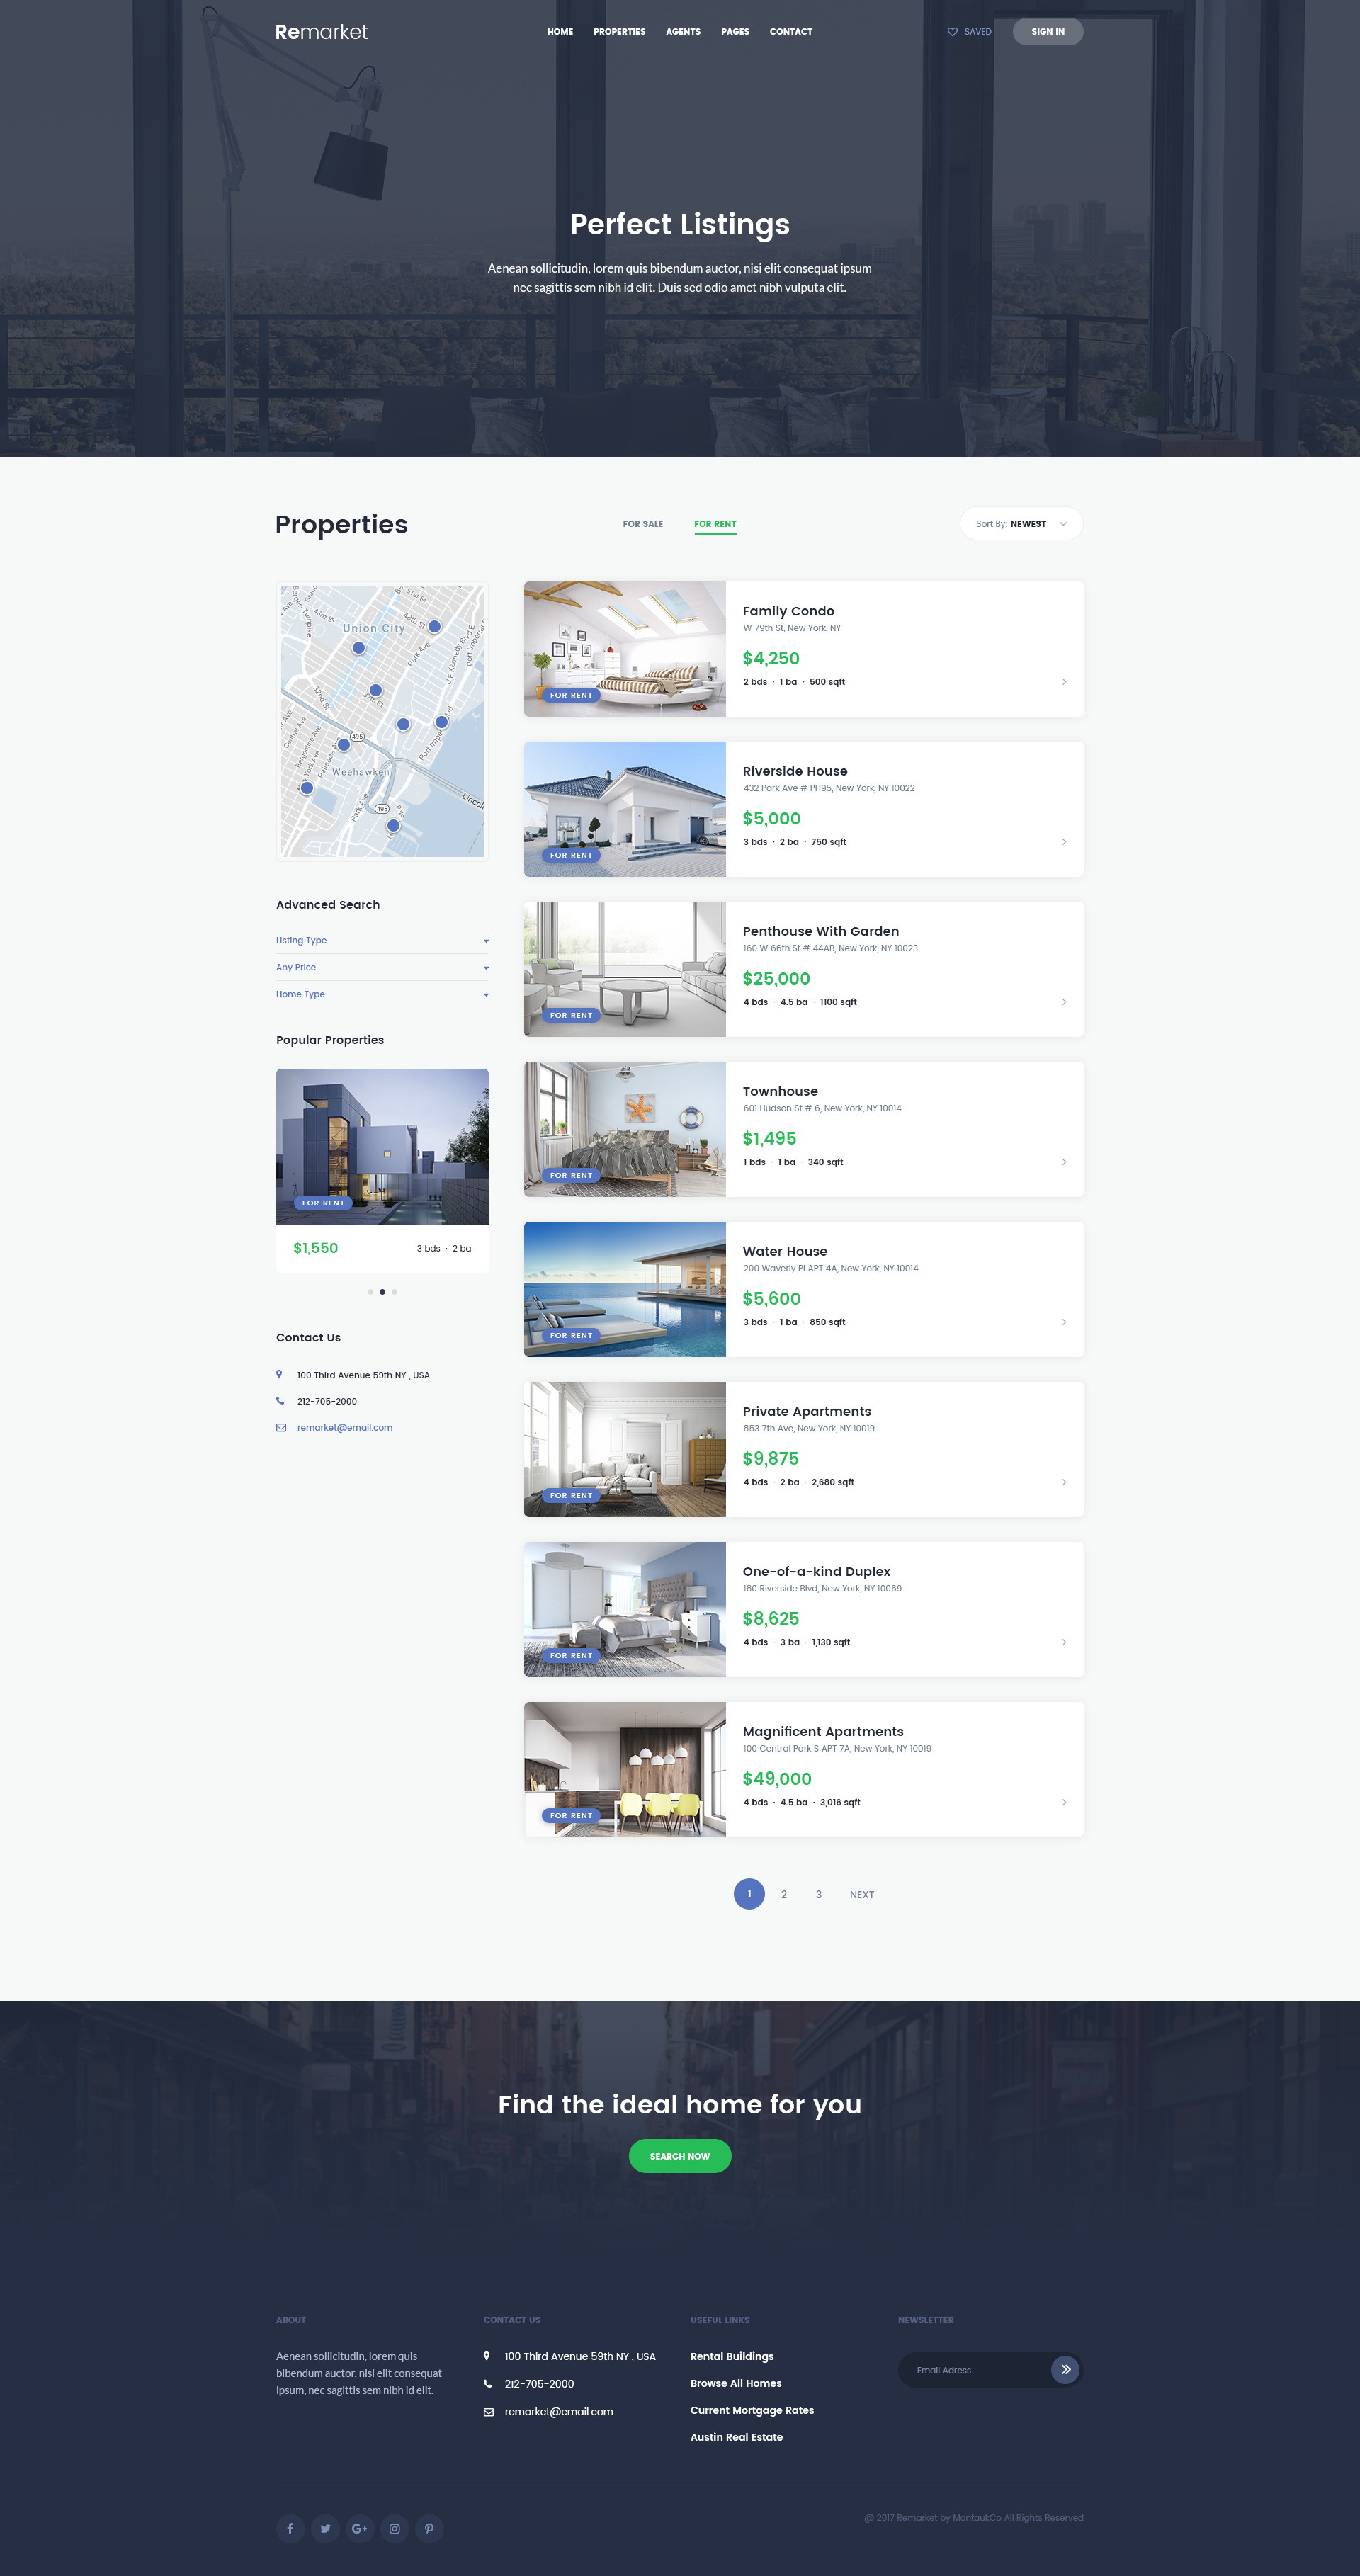 Remarket
HOME PROPERTIES AGENTS PAGES CONTACT
SAVED
SIGN IN
Perfect Listings
Aenean sollicitudin, lorem quis bibendum auctor, nisi elit consequat ipsum
nec sagittis sem nibh id elit. Duis sed odio amet nibh vulputa elit.
Properties
FOR SALE FOR RENT
Sort By: NEWEST
Union City
43rd St
48th St
51st St
Park Ave
J F Kennedy Blvd E
Port Imperial
32nd St
495
Weehawken
Park Ave
495
Lincoln
Advanced Search
Listing Type
Any Price
Home Type
Popular Properties
FOR RENT
$1,550
3 bds · 2 ba
Contact Us
100 Third Avenue 59th NY , USA
212-705-2000
remarket@email.com
FOR RENT
Family Condo
W 79th St, New York, NY
$4,250
2 bds · 1 ba · 500 sqft
FOR RENT
Riverside House
432 Park Ave # PH95, New York, NY 10022
$5,000
3 bds · 2 ba · 750 sqft
FOR RENT
Penthouse With Garden
160 W 66th St # 44AB, New York, NY 10023
$25,000
4 bds · 4.5 ba · 1100 sqft
FOR RENT
Townhouse
601 Hudson St # 6, New York, NY 10014
$1,495
1 bds · 1 ba · 340 sqft
FOR RENT
Water House
200 Waverly Pl APT 4A, New York, NY 10014
$5,600
3 bds · 1 ba · 850 sqft
FOR RENT
Private Apartments
853 7th Ave, New York, NY 10019
$9,875
4 bds · 2 ba · 2,680 sqft
FOR RENT
One-of-a-kind Duplex
180 Riverside Blvd, New York, NY 10069
$8,625
4 bds · 3 ba · 1,130 sqft
FOR RENT
Magnificent Apartments
100 Central Park S APT 7A, New York, NY 10019
$49,000
4 bds · 4.5 ba · 3,016 sqft
1 2 3 NEXT
Find the ideal home for you
SEARCH NOW
ABOUT
Aenean sollicitudin, lorem quis
bibendum auctor, nisi elit consequat
ipsum, nec sagittis sem nibh id elit.
CONTACT US
100 Third Avenue 59th NY , USA
212-705-2000
remarket@email.com
USEFUL LINKS
Rental Buildings
Browse All Homes
Current Mortgage Rates
Austin Real Estate
NEWSLETTER
Email Adress
@ 2017 Remarket by MontaukCo All Rights Reserved